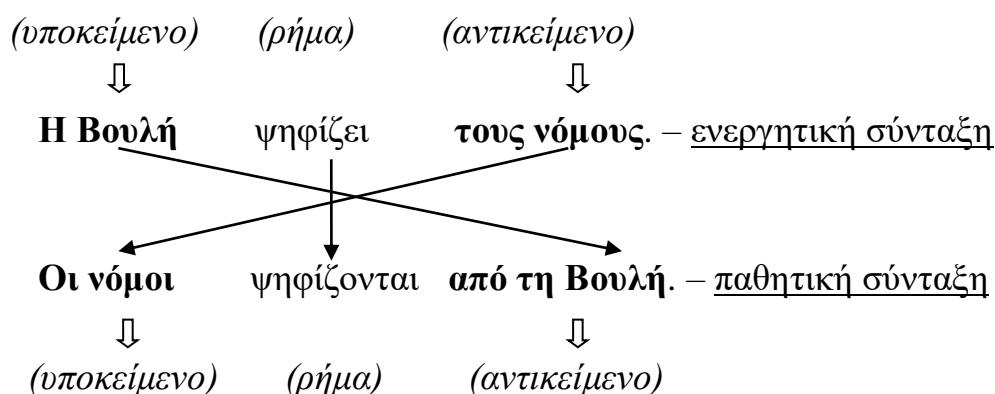 (υποκείμενο) (ρήμα) (αντικείμενο)
Η Βουλή ψηφίζει τους νόμους. – ενεργητική σύνταξη
Οι νόμοι ψηφίζονται από τη Βουλή. – παθητική σύνταξη
(υποκείμενο) (ρήμα) (αντικείμενο)